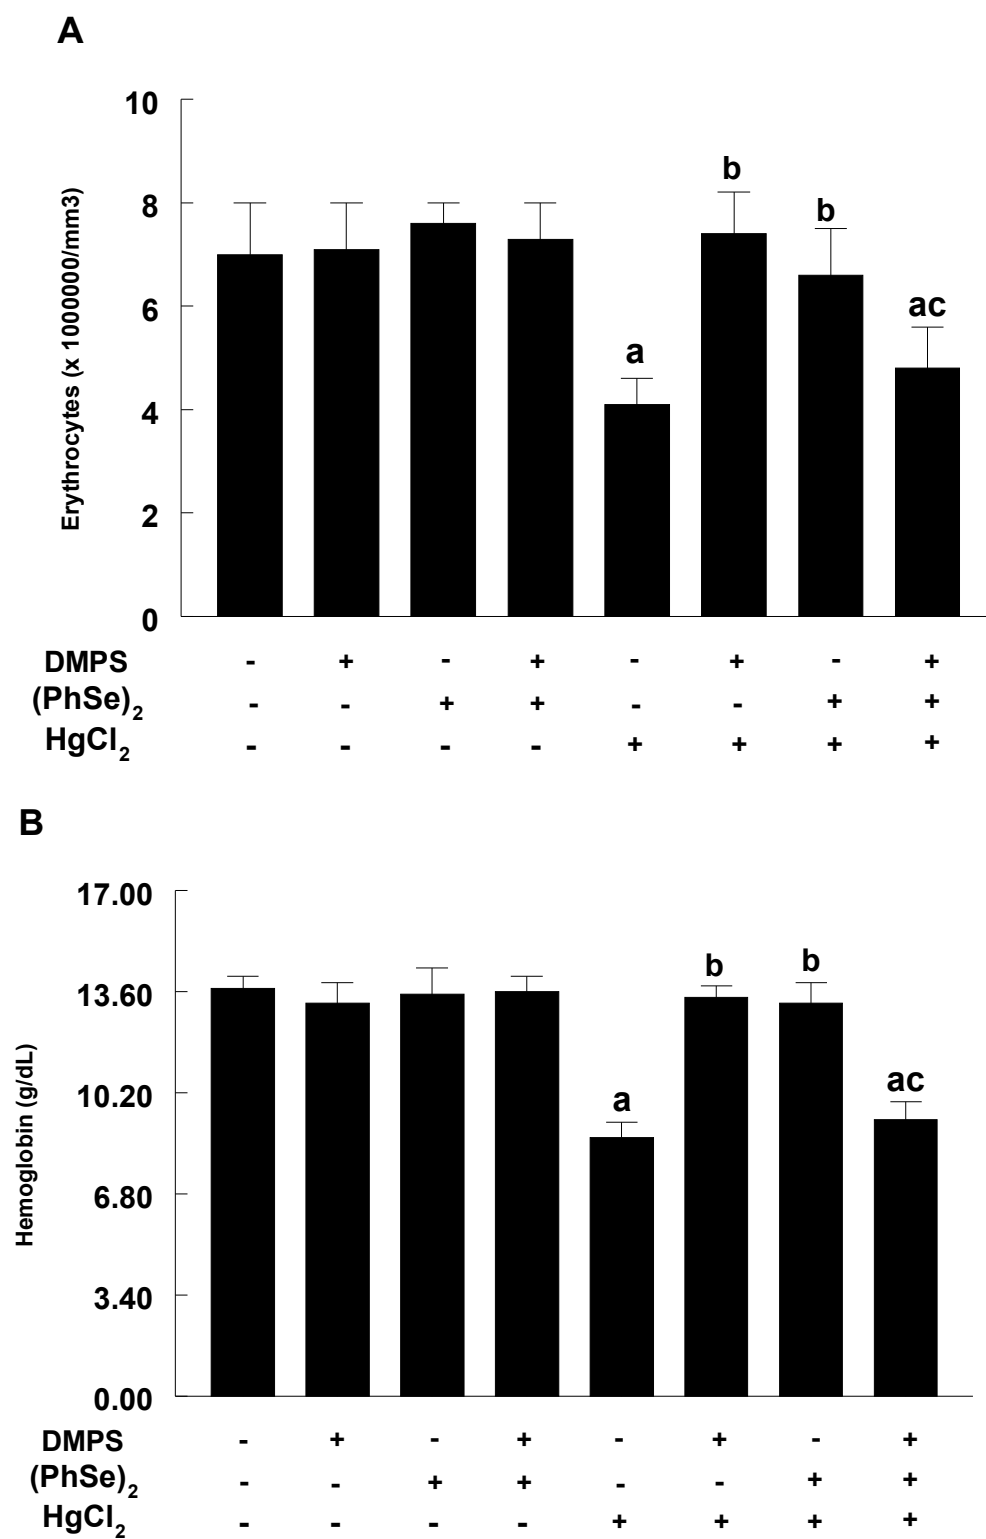 A
10
8
6
4
2
0
Erythrocytes (x 1000000/mm3)
b
b
ac
a
DMPS - + - + - + - +
(PhSe)₂ - - + + - - + +
HgCl₂ - - - - + + + +
B
17.00
13.60
10.20
6.80
3.40
0.00
Hemoglobin (g/dL)
b b
ac
a
DMPS - + - + - + - +
(PhSe)₂ - - + + - - + +
HgCl₂ - - - - + + + +